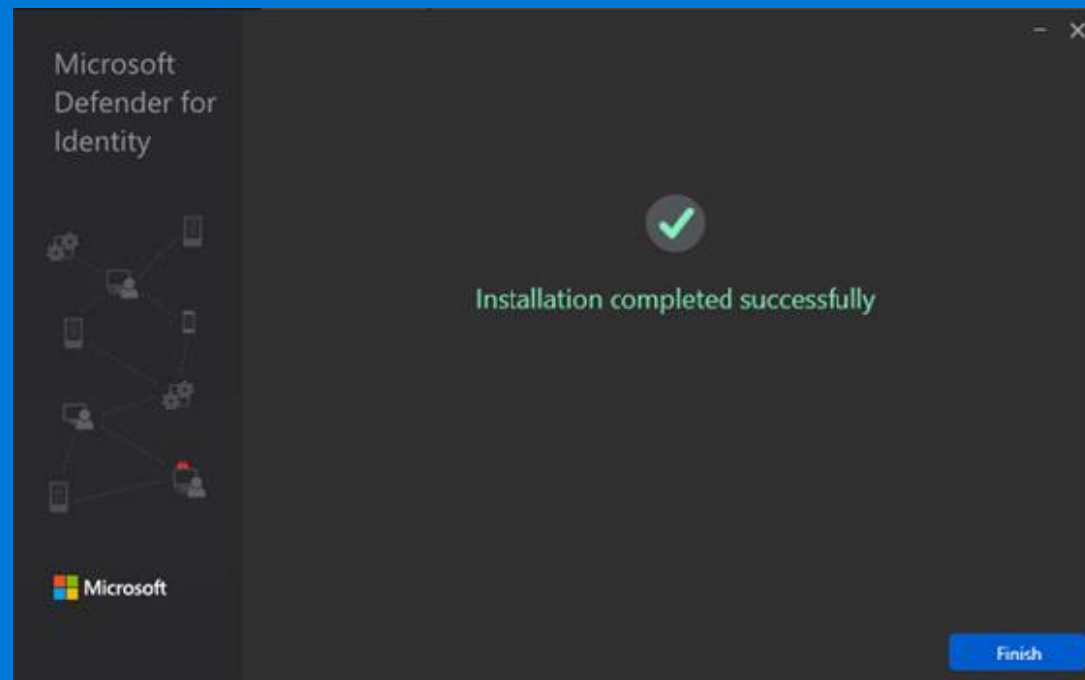 Microsoft
Defender for
Identity
Installation completed successfully
Microsoft
Finish